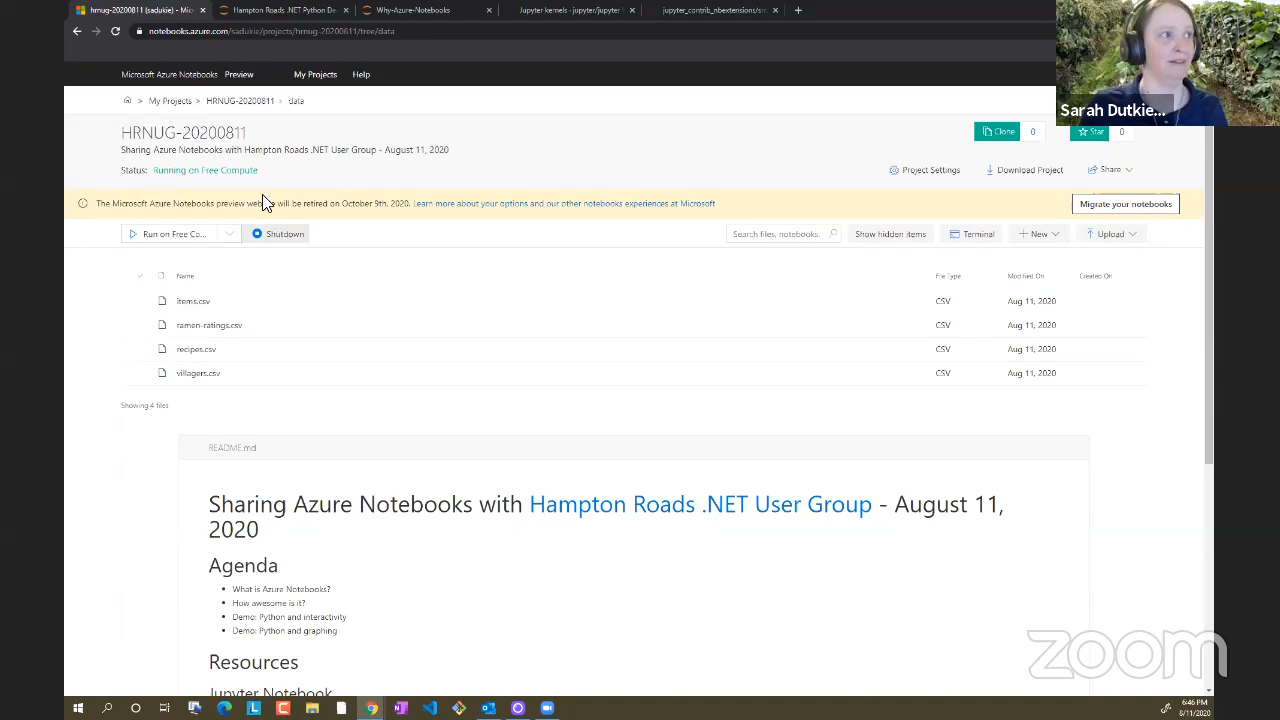 hrnug-20200811 (sadukie) - Mic
Hampton Roads .NET Python De
Why-Azure-Notebooks
Jupyter kernels · jupyter/jupyter V
jupyter_contrib_nbextensions/sr
notebooks.azure.com/sadukie/projects/hrnug-20200811/tree/data
Microsoft Azure Notebooks Preview My Projects Help
My Projects > HRNUG-20200811 > data
Sarah Dutkie...
HRNUG-20200811
Clone 0
Star 0
Sharing Azure Notebooks with Hampton Roads .NET User Group - August 11, 2020
Status: Running on Free Compute
Project Settings
Download Project
Share
The Microsoft Azure Notebooks preview will be retired on October 9th, 2020. Learn more about your options and our other notebooks experiences at Microsoft
Migrate your notebooks
Run on Free Co...
Shutdown
Search files, notebooks.
Show hidden items
Terminal
New
Upload
Name File Type Modified On Created On
items.csv CSV Aug 11, 2020
ramen-ratings.csv CSV Aug 11, 2020
recipes.csv CSV Aug 11, 2020
villagers.csv CSV Aug 11, 2020
Showing 4 files
README.md
Sharing Azure Notebooks with Hampton Roads .NET User Group - August 11,
2020
Agenda
• What is Azure Notebooks?
• How awesome is it?
• Demo: Python and interactivity
• Demo: Python and graphing
Resources
Jupyter Notebook
zoom
6:46 PM
8/11/2020